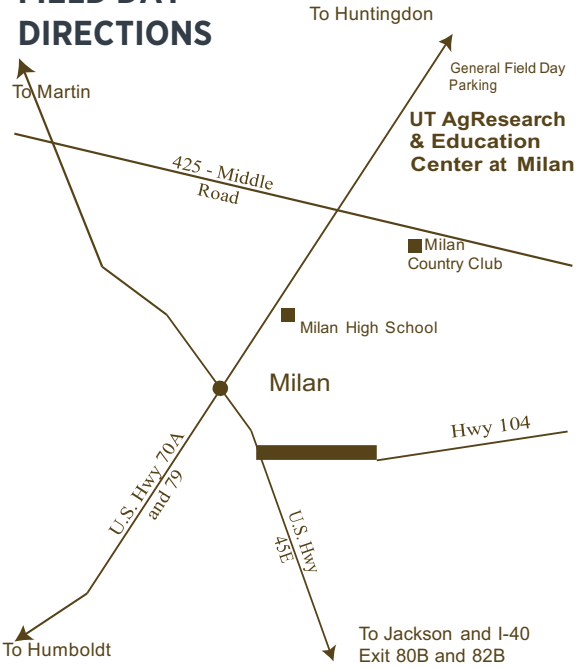 FIELD DAY
DIRECTIONS
To Huntingdon
General Field Day
Parking
To Martin
UT AgResearch
& Education
Center at Milan
425 - Middle
Road
Milan
Country Club
Milan High School
Milan
Hwy 104
U.S. Hwy 70A
and 79
U.S. Hwy
45E
To Humboldt
To Jackson and I-40
Exit 80B and 82B